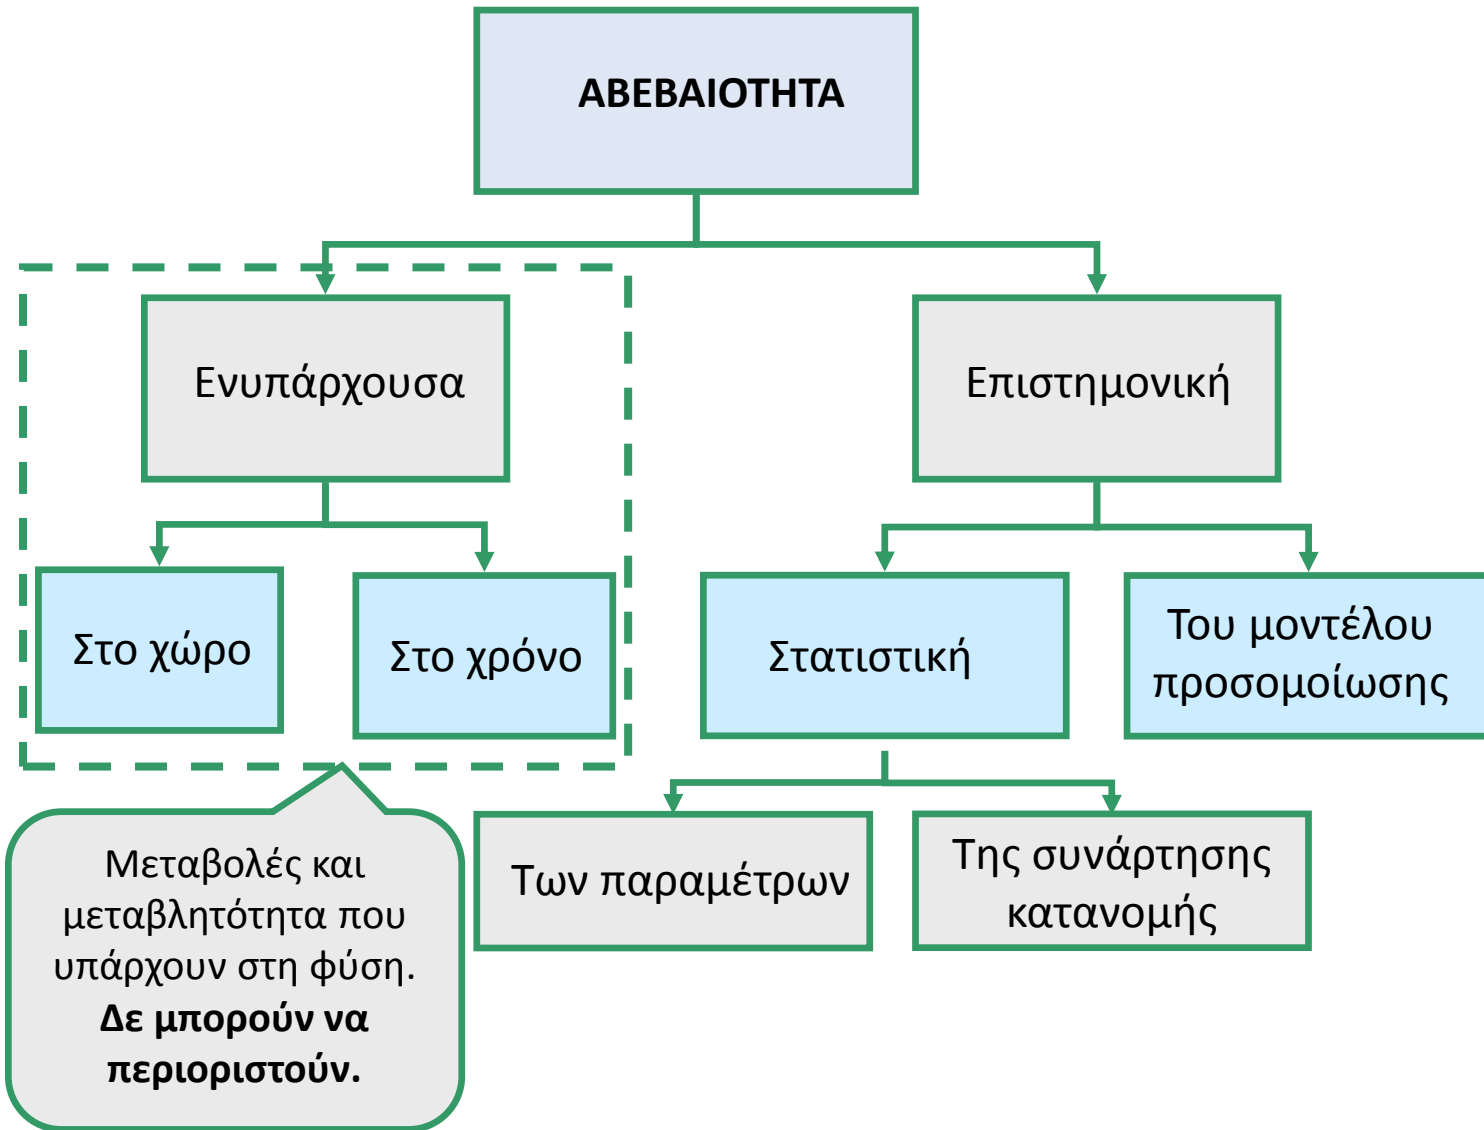 ΑΒΕΒΑΙΟΤΗΤΑ
Ενυπάρχουσα
Επιστημονική
Στο χώρο
Στο χρόνο
Στατιστική
Του μοντέλου
προσομοίωσης
Των παραμέτρων
Της συνάρτησης
κατανομής
Μεταβολές και
μεταβλητότητα που
υπάρχουν στη φύση.
Δε μπορούν να
περιοριστούν.